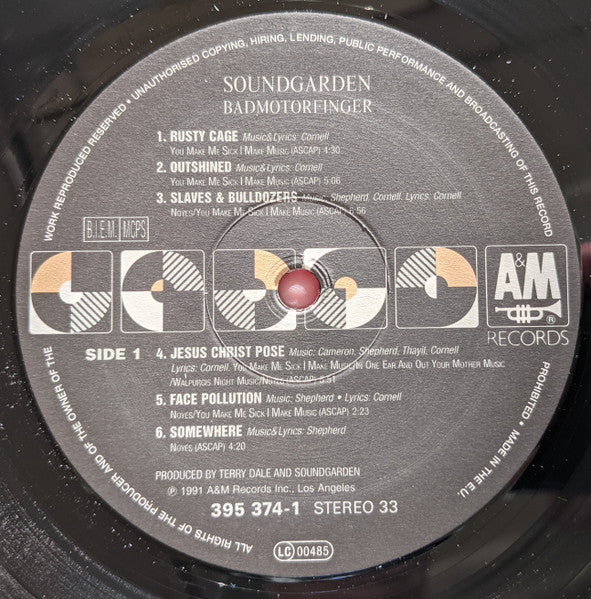 WORK REPRODUCED RESERVED • UNAUTHORISED COPYING, HIRING, LENDING, PUBLIC PERFORMANCE AND BROADCASTING OF THIS RECORD
SOUNDGARDEN
BADMOTORFINGER
1. RUSTY CAGE Music&Lyrics: Cornell
YOU MAKE ME SICK I MAKE MUSIC (ASCAP) 4:30
2. OUTSHINED Music&Lyrics: Cornell
YOU MAKE ME SICK I MAKE MUSIC (ASCAP) 5:06
3. SLAVES & BULLDOZERS Music: Shepherd, Cornell. Lyrics: Cornell
NOYES/YOU MAKE ME SICK I MAKE MUSIC (ASCAP) 6:56
B.I.E.M. MCPS
A&M
®
RECORDS
SIDE 1
4. JESUS CHRIST POSE Music: Cameron, Shepherd, Thayil, Cornell
Lyrics: Cornell, YOU MAKE ME SICK I MAKE MUSIC/IN ONE EAR AND OUT YOUR MOTHER MUSIC
/WALPURGIS NIGHT MUSIC/NOYES (ASCAP) 5:51
5. FACE POLLUTION Music: Shepherd • Lyrics: Cornell
NOYES/YOU MAKE ME SICK I MAKE MUSIC (ASCAP) 2:23
6. SOMEWHERE Music&Lyrics: Shepherd
NOYES (ASCAP) 4:20
PRODUCED BY TERRY DALE AND SOUNDGARDEN
℗ 1991 A&M Records Inc., Los Angeles
395 374-1 STEREO 33
LC 00485
ALL RIGHTS OF THE PRODUCER AND OF THE OWNER OF THE
PROHIBITED • MADE IN THE E.U.